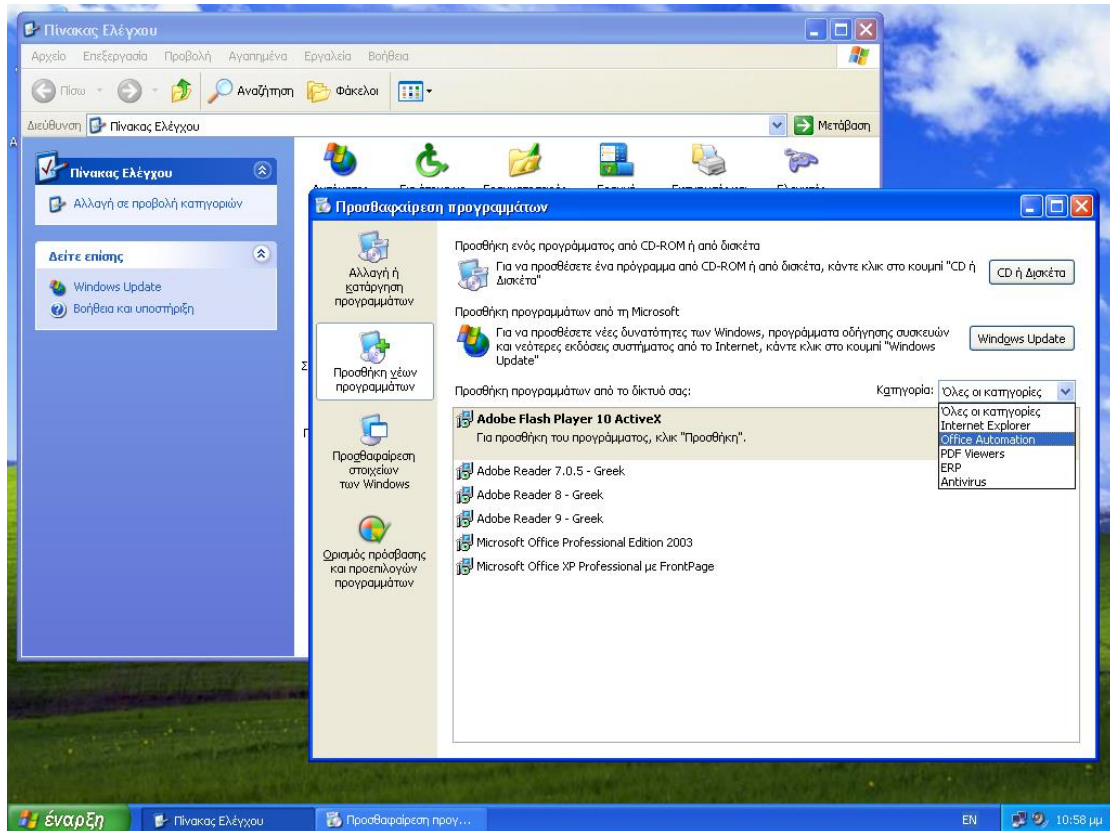 Πίνακας Ελέγχου
Αρχείο Επεξεργασία Προβολή Αγαπημένα Εργαλεία Βοήθεια
Πίσω Αναζήτηση Φάκελοι
Διεύθυνση Πίνακας Ελέγχου Μετάβαση
Πίνακας Ελέγχου
Αλλαγή σε προβολή κατηγοριών
Δείτε επίσης
Windows Update
Βοήθεια και υποστήριξη
Προσθαφαίρεση προγραμμάτων
Αλλαγή ή
κατάργηση
προγραμμάτων
Προσθήκη νέων
προγραμμάτων
Προσθαφαίρεση
στοιχείων
των Windows
Ορισμός πρόσβασης
και προεπιλογών
προγραμμάτων
Προσθήκη ενός προγράμματος από CD-ROM ή από δισκέτα
Για να προσθέσετε ένα πρόγραμμα από CD-ROM ή από δισκέτα, κάντε κλικ στο κουμπί "CD ή
Δισκέτα"
CD ή Δισκέτα
Προσθήκη προγραμμάτων από τη Microsoft
Για να προσθέσετε νέες δυνατότητες των Windows, προγράμματα οδήγησης συσκευών
και νεότερες εκδόσεις συστήματος από το Internet, κάντε κλικ στο κουμπί "Windows
Update"
Windows Update
Προσθήκη προγραμμάτων από το δίκτυό σας:
Κατηγορία: Όλες οι κατηγορίες
Όλες οι κατηγορίες
Internet Explorer
Office Automation
PDF Viewers
ERP
Antivirus
Adobe Flash Player 10 ActiveX
Για προσθήκη του προγράμματος, κλικ "Προσθήκη".
Adobe Reader 7.0.5 - Greek
Adobe Reader 8 - Greek
Adobe Reader 9 - Greek
Microsoft Office Professional Edition 2003
Microsoft Office XP Professional με FrontPage
έναρξη Πίνακας Ελέγχου Προσθαφαίρεση προγ... EN 10:58 μμ